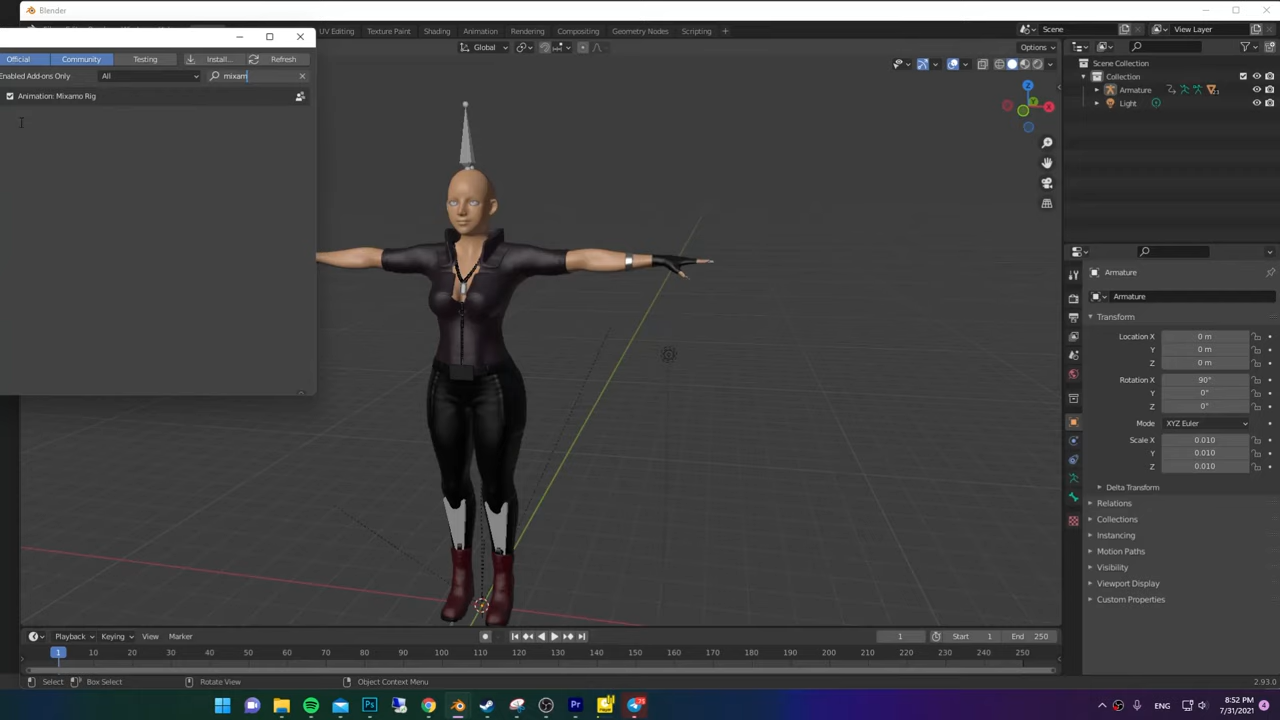 Blender
UV Editing Texture Paint Shading Animation Rendering Compositing Geometry Nodes Scripting + Scene View Layer
Official Community Testing Install... Refresh
Enabled Add-ons Only All mixam
Animation: Mixamo Rig
Global
Options
Scene Collection
Collection
Armature
Light
Armature
Armature
Transform
Location X 0 m
Y 0 m
Z 0 m
Rotation X 90°
Y 0°
Z 0°
Mode XYZ Euler
Scale X 0.010
Y 0.010
Z 0.010
Delta Transform
Relations
Collections
Instancing
Motion Paths
Visibility
Viewport Display
Custom Properties
Playback Keying View Marker 1 Start 1 End 250
1 10 20 30 40 50 60 70 80 90 100 110 120 130 140 150 160 170 180 190 200 210 220 230 240 250
Select Box Select Rotate View Object Context Menu 2.93.0
8:52 PM
7/31/2021